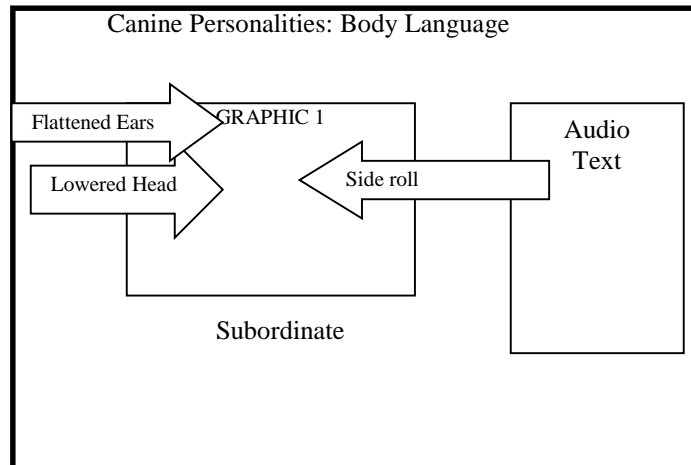 Canine Personalities: Body Language
Flattened Ears
GRAPHIC 1
Audio
Text
Lowered Head
Side roll
Subordinate